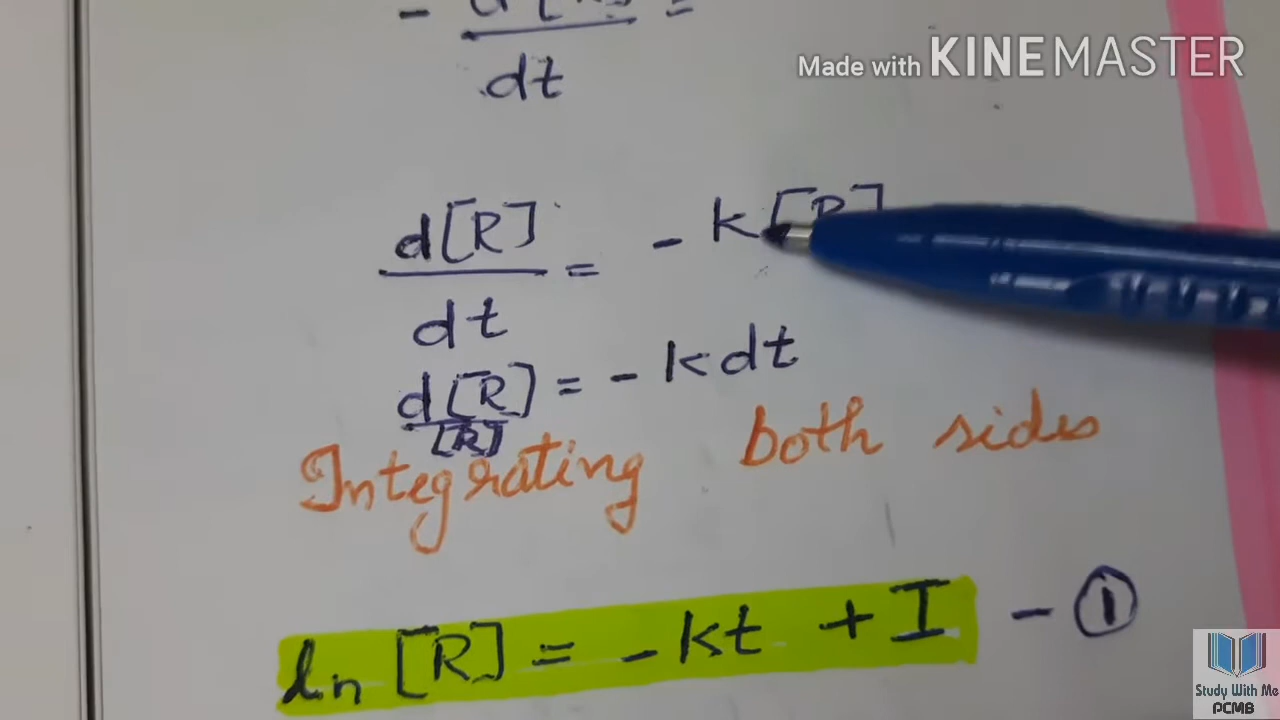 Made with KINEMASTER
dt
d[R] = - k[R]
dt
d[R] = - kdt
[R]
Integrating both sides
ln [R] = - kt + I - ①
Study With Me
PCMB